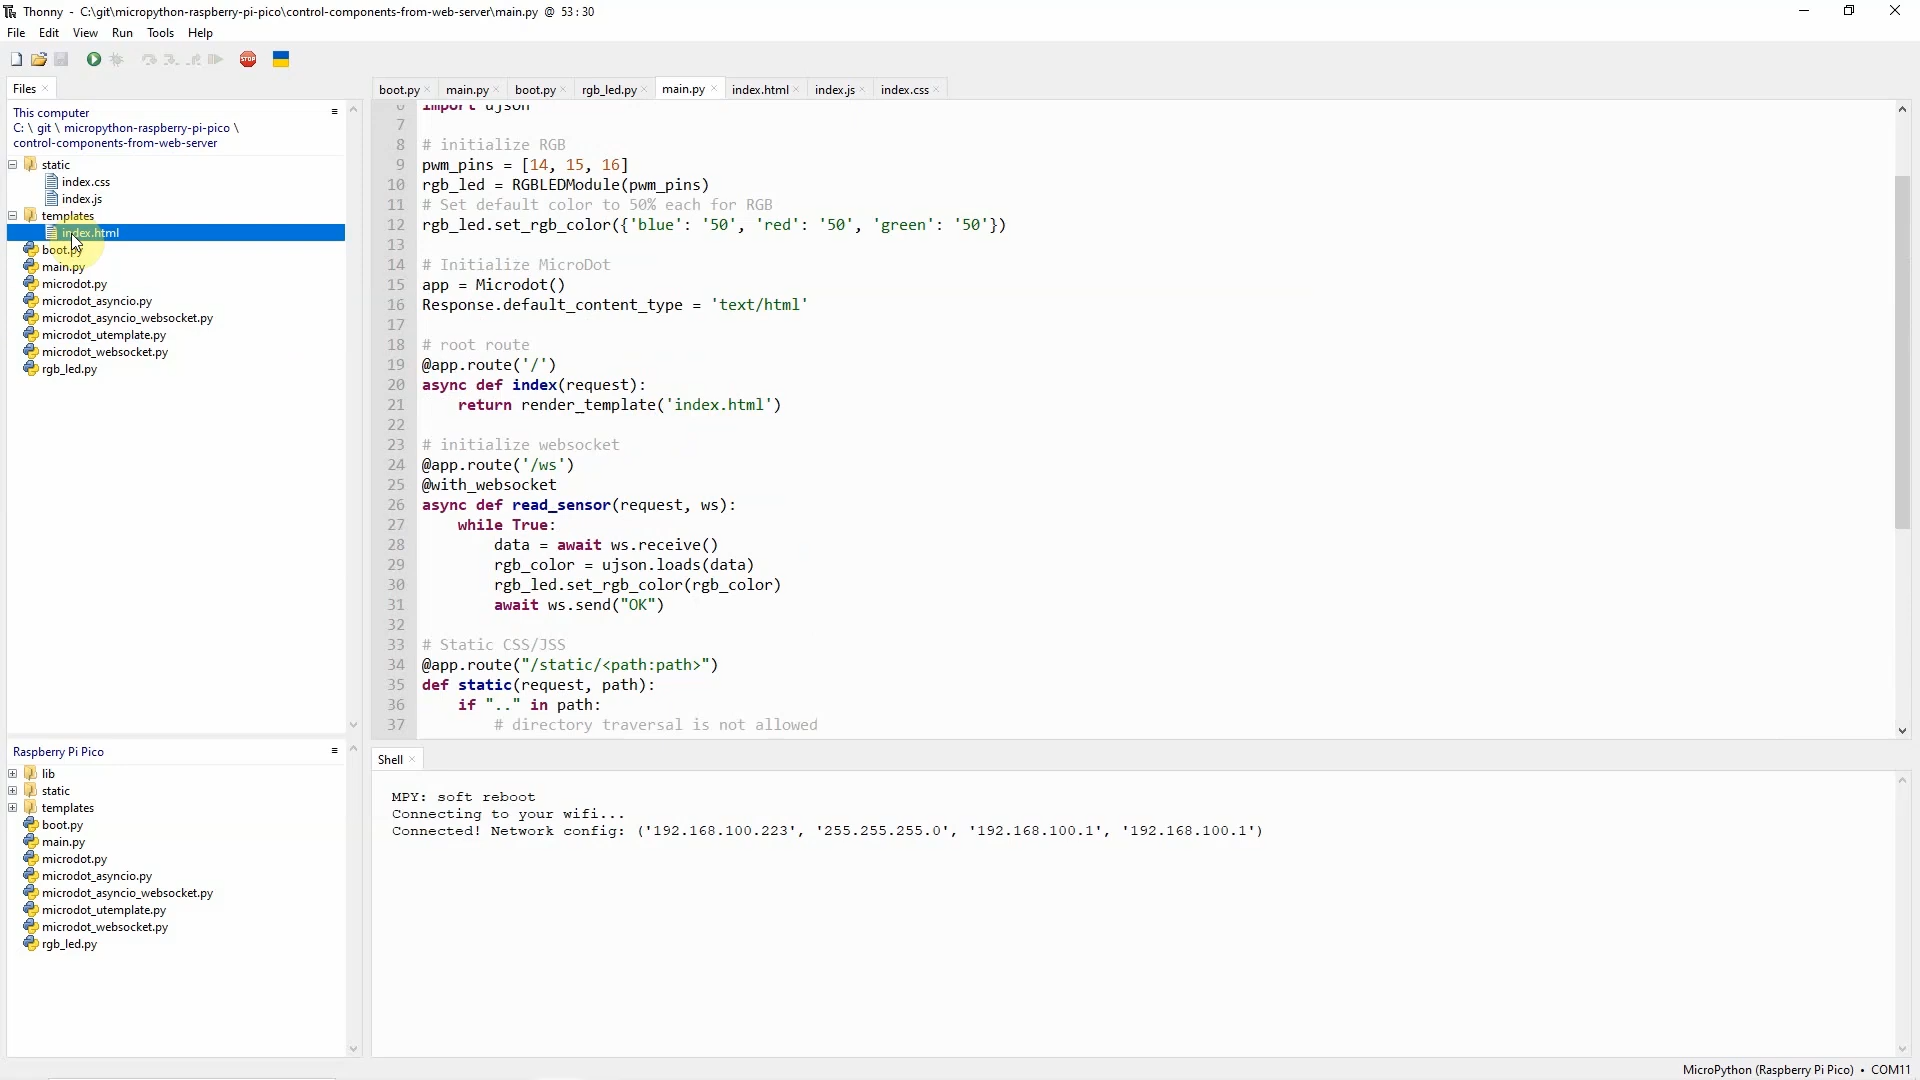 Thonny - C:\git\micropython-raspberry-pi-pico\control-components-from-web-server\main.py @ 53 : 30
File Edit View Run Tools Help
STOP
Files
This computer
C: \ git \ micropython-raspberry-pi-pico \
control-components-from-web-server
static
index.css
index.js
templates
index.html
boot.py
main.py
microdot.py
microdot_asyncio.py
microdot_asyncio_websocket.py
microdot_utemplate.py
microdot_websocket.py
rgb_led.py
Raspberry Pi Pico
lib
static
templates
boot.py
main.py
microdot.py
microdot_asyncio.py
microdot_asyncio_websocket.py
microdot_utemplate.py
microdot_websocket.py
rgb_led.py
boot.py main.py boot.py rgb_led.py main.py index.html index.js index.css
6 import ujson
7
8 # initialize RGB
9 pwm_pins = [14, 15, 16]
10 rgb_led = RGBLEDModule(pwm_pins)
11 # Set default color to 50% each for RGB
12 rgb_led.set_rgb_color({'blue': '50', 'red': '50', 'green': '50'})
13
14 # Initialize MicroDot
15 app = Microdot()
16 Response.default_content_type = 'text/html'
17
18 # root route
19 @app.route('/')
20 async def index(request):
21 return render_template('index.html')
22
23 # initialize websocket
24 @app.route('/ws')
25 @with_websocket
26 async def read_sensor(request, ws):
27 while True:
28 data = await ws.receive()
29 rgb_color = ujson.loads(data)
30 rgb_led.set_rgb_color(rgb_color)
31 await ws.send("OK")
32
33 # Static CSS/JSS
34 @app.route("/static/<path:path>")
35 def static(request, path):
36 if ".." in path:
37 # directory traversal is not allowed
Shell
MPY: soft reboot
Connecting to your wifi...
Connected! Network config: ('192.168.100.223', '255.255.255.0', '192.168.100.1', '192.168.100.1')
MicroPython (Raspberry Pi Pico) • COM11